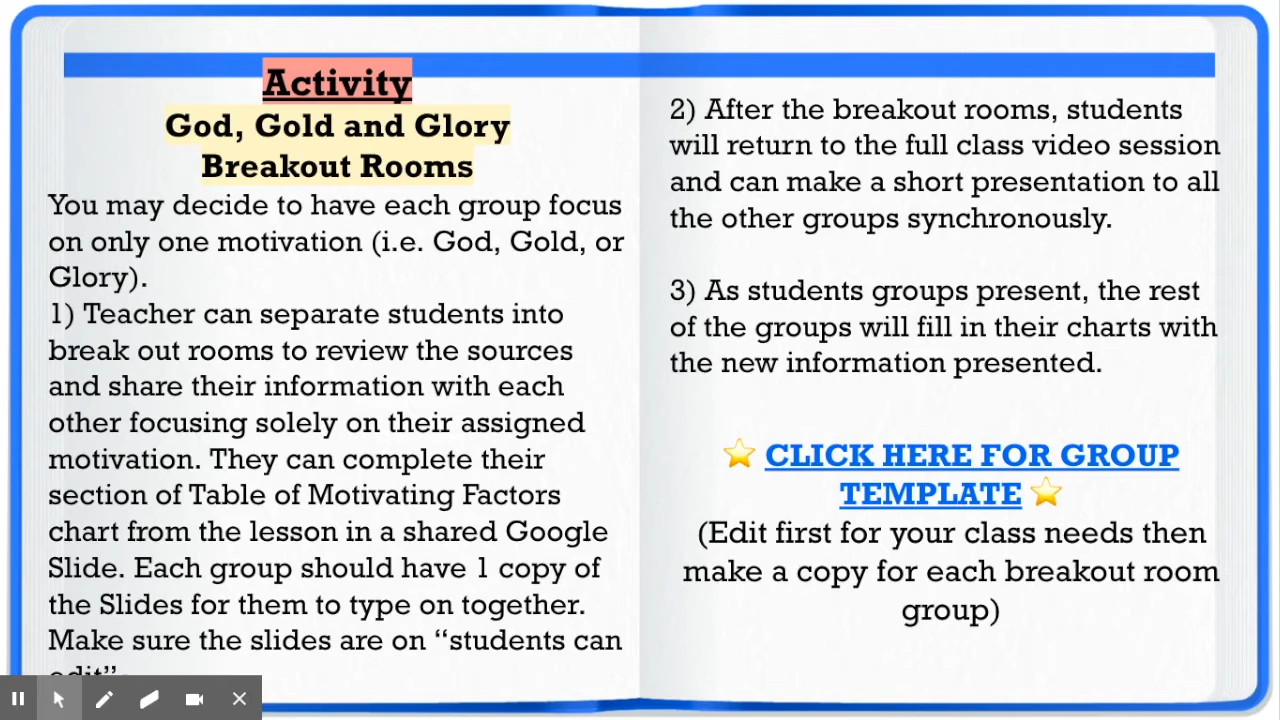 Activity
God, Gold and Glory
Breakout Rooms
You may decide to have each group focus
on only one motivation (i.e. God, Gold, or
Glory).
1) Teacher can separate students into
break out rooms to review the sources
and share their information with each
other focusing solely on their assigned
motivation. They can complete their
section of Table of Motivating Factors
chart from the lesson in a shared Google
Slide. Each group should have 1 copy of
the Slides for them to type on together.
Make sure the slides are on “students can
edit”.
2) After the breakout rooms, students
will return to the full class video session
and can make a short presentation to all
the other groups synchronously.
3) As students groups present, the rest
of the groups will fill in their charts with
the new information presented.
⭐ CLICK HERE FOR GROUP
TEMPLATE ⭐
(Edit first for your class needs then
make a copy for each breakout room
group)